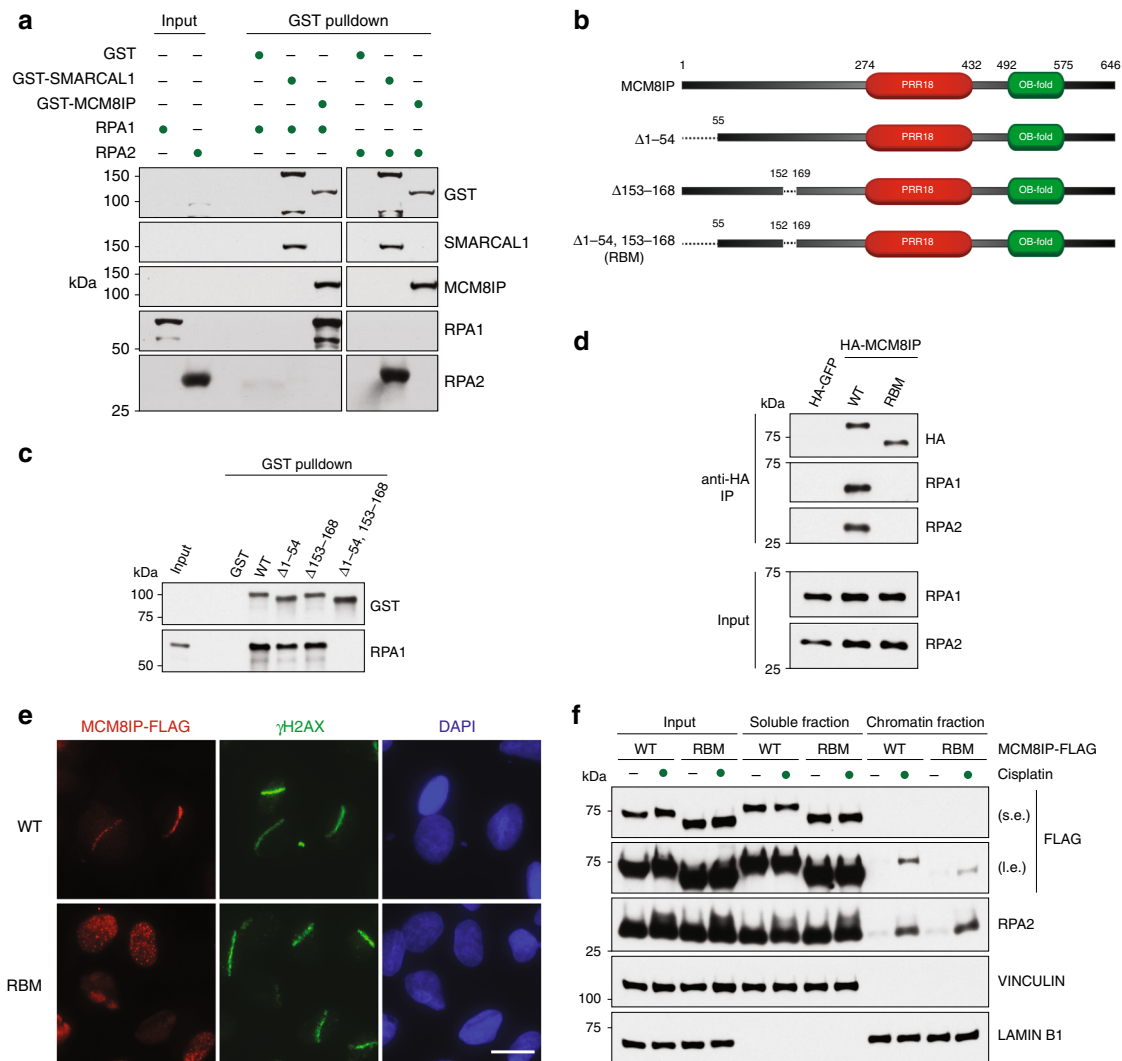 a
Input
GST pulldown
GST – – ● ●
GST-SMARCAL1 – – – ● – – ● –
GST-MCM8IP – – – – ● – – ●
RPA1 ● – ● ● ● – – –
RPA2 – ● – – – ● ● ●
150
100
GST
150
SMARCAL1
kDa
150
100
MCM8IP
50
RPA1
25
RPA2
b
1 274 432 492 575 646
MCM8IP PRR18 OB-fold
55
Δ1–54 PRR18 OB-fold
152 169
Δ153–168 PRR18 OB-fold
55 152 169
Δ1–54, 153–168 PRR18 OB-fold
(RBM)
c
GST pulldown
kDa Input GST WT Δ1–54 Δ153–168 Δ1–54, 153–168
100
75
GST
50
RPA1
d
HA-MCM8IP
kDa HA-GFP WT RBM
75
HA
75
anti-HA
IP
RPA1
25
RPA2
75
Input
RPA1
25
RPA2
e
MCM8IP-FLAG γH2AX DAPI
WT
RBM
f
Input Soluble fraction Chromatin fraction
WT RBM WT RBM WT RBM MCM8IP-FLAG
kDa – ● – ● – ● – ● – ● – ● Cisplatin
75 (s.e.)
FLAG
75 (l.e.)
25 RPA2
100 VINCULIN
75 LAMIN B1